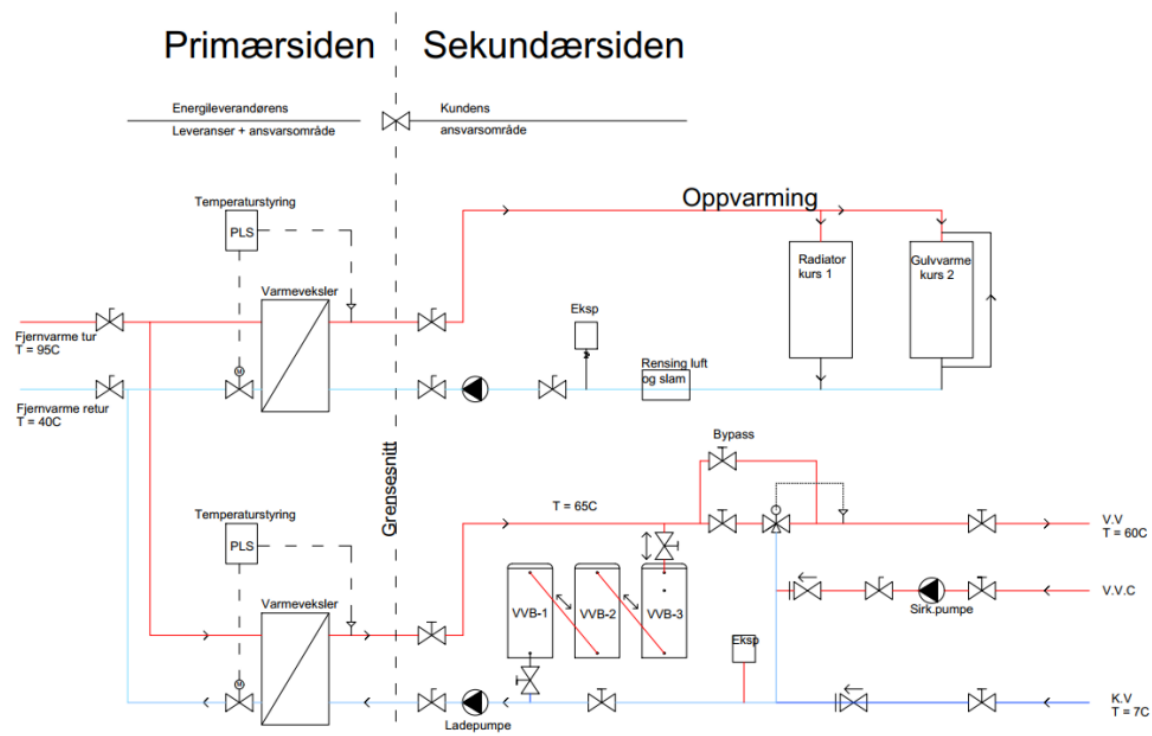 Primærsiden
Sekundærsiden
Energileverandørens
Leveranser + ansvarsområde
Kundens
ansvarsområde
Temperaturstyring
PLS
Oppvarming
Varmeveksler
Radiator
kurs 1
Gulvvarme
kurs 2
Eksp
Fjernvarme tur
T = 95C
M
Rensing luft
og slam
Fjernvarme retur
T = 40C
Grensesnitt
Bypass
T = 65C
Temperaturstyring
PLS
V.V
T = 60C
Varmeveksler
VVB-1
VVB-2
VVB-3
V.V.C
Sirk.pumpe
Eksp
M
Ladepumpe
K.V
T = 7C